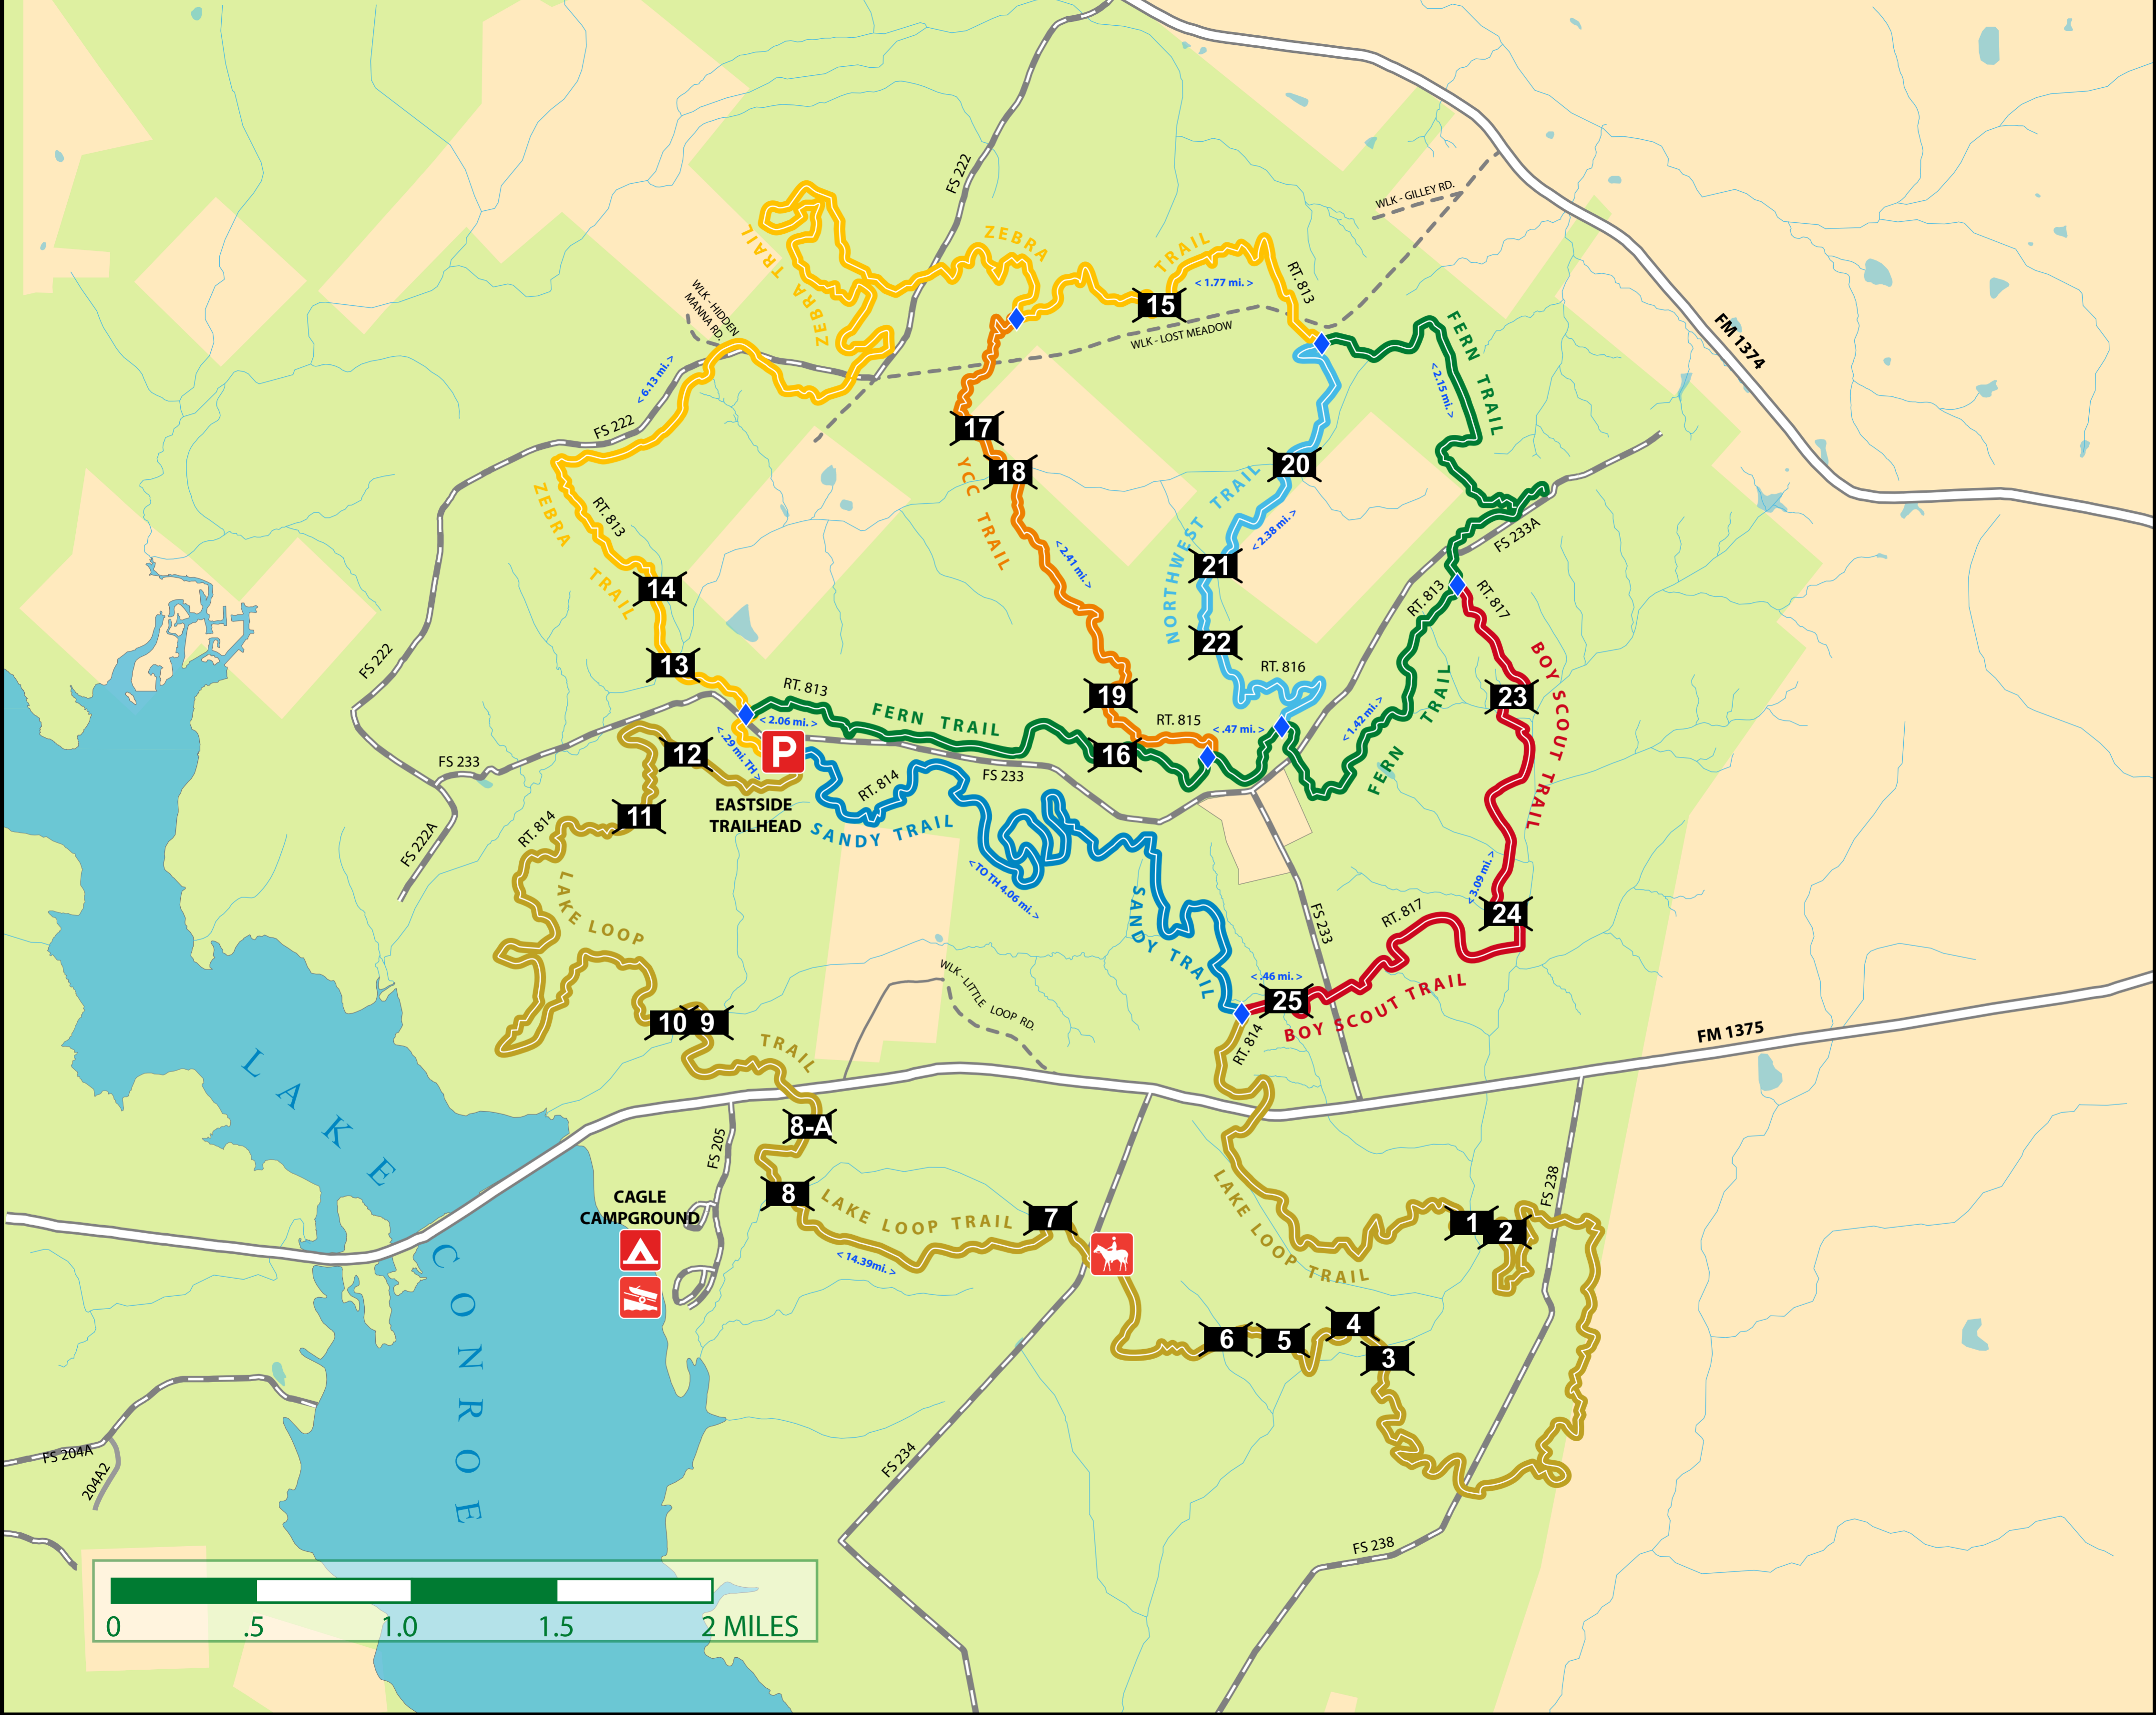 FS 222
WLK - GILLEY RD.
ZEBRA
TRAIL
ZEBRA TRAIL
RT. 813
< 1.77 mi. >
15
WLK - HIDDEN
MANNA RD.
WLK - LOST MEADOW
FERN TRAIL
FM 1374
< 6.13 mi. >
< 2.15 mi. >
FS 222
17
18
20
YCC TRAIL
NORTHWEST TRAIL
ZEBRA
TRAIL
RT. 813
< 2.38 mi. >
FS 233A
< 2.41 mi. >
21
14
RT. 813
RT. 817
22
FS 222
13
RT. 816
BOY SCOUT TRAIL
RT. 813
19
23
FERN TRAIL
FERN
TRAIL
< 2.06 mi. >
RT. 815
< .47 mi. >
< 1.42 mi. >
< .29 mi. TH >
P
12
16
FS 233
FS 233
RT. 814
EASTSIDE
TRAILHEAD
11
SANDY TRAIL
RT. 814
FS 222A
<TO TH 4.06 mi. >
< 3.09 mi. >
LAKE LOOP
SANDY TRAIL
24
RT. 817
FS 233
WLK - LITTLE LOOP RD.
< .46 mi. >
25
BOY SCOUT TRAIL
10
9
TRAIL
RT. 814
FM 1375
LAKE
CONROE
8-A
FS 205
8
CAGLE
CAMPGROUND
LAKE LOOP TRAIL
7
< 14.39mi. >
LAKE LOOP TRAIL
1
2
FS 238
6
5
4
3
FS 204A
204A2
FS 234
FS 238
0
.5
1.0
1.5
2 MILES